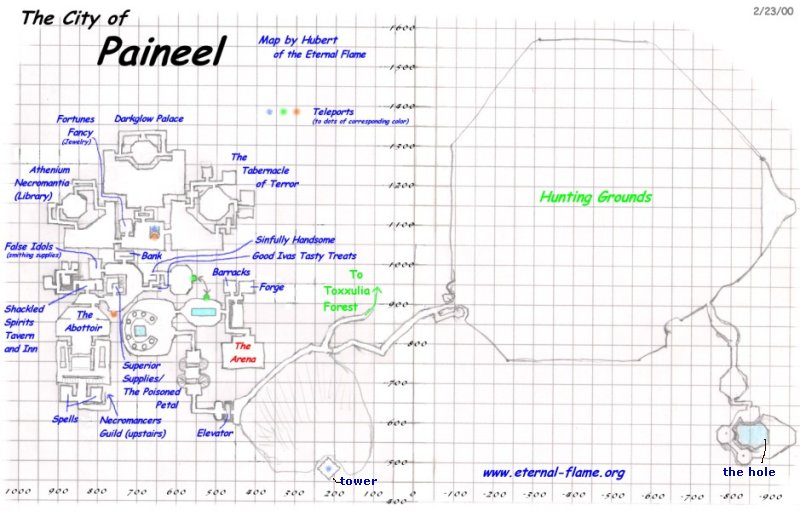 The City of
Paineel
Map by Hubert
of the Eternal Flame
2/23/00
Teleports
(to dots of corresponding color)
Fortunes
Fancy
(Jewelry)
Darkglow Palace
The
Tabernacle
of Terror
Athenium
Necromantia
(Library)
Hunting Grounds
False Idols
(smithing supplies)
Bank
Sinfully Handsome
Good Ivas Tasty Treats
Barracks
Forge
To
Toxxulia
Forest
Shackled
Spirits
Tavern
and Inn
The
Abottoir
The
Arena
Superior
Supplies/
The Poisoned
Petal
Spells
Necromancers
Guild (upstairs)
Elevator
tower
www.eternal-flame.org
the hole
1600
1500
1400
1300
1200
1100
1000
900
800
700
600
500
400
1000
900
800
700
600
500
400
300
200
100
0
-100
-200
-300
-400
-500
-600
-700
-800
-900